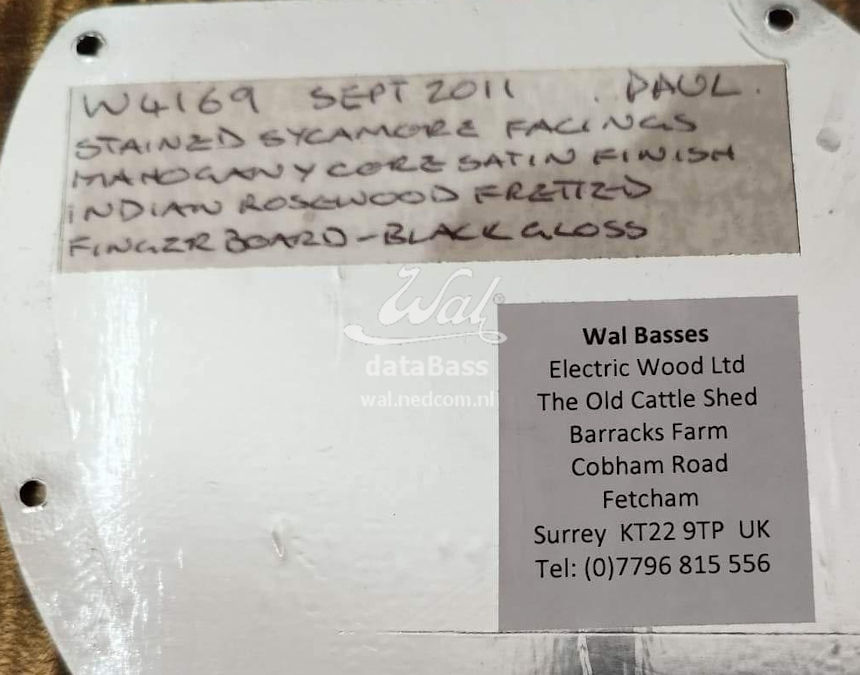 W4169 SEPT 2011 . PAUL.
STAINED SYCAMORE FACINGS
MAHOGANY CORE SATIN FINISH
INDIAN ROSEWOOD FRETTED
FINGERBOARD - BLACK GLOSS
Wal®
dataBass
wal.nedcom.nl
Wal Basses
Electric Wood Ltd
The Old Cattle Shed
Barracks Farm
Cobham Road
Fetcham
Surrey KT22 9TP UK
Tel: (0)7796 815 556